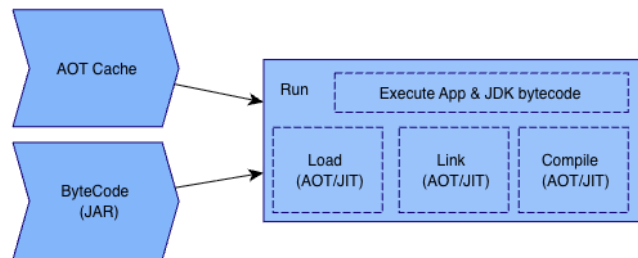 AOT Cache
ByteCode
(JAR)
Run
Execute App & JDK bytecode
Load
(AOT/JIT)
Link
(AOT/JIT)
Compile
(AOT/JIT)